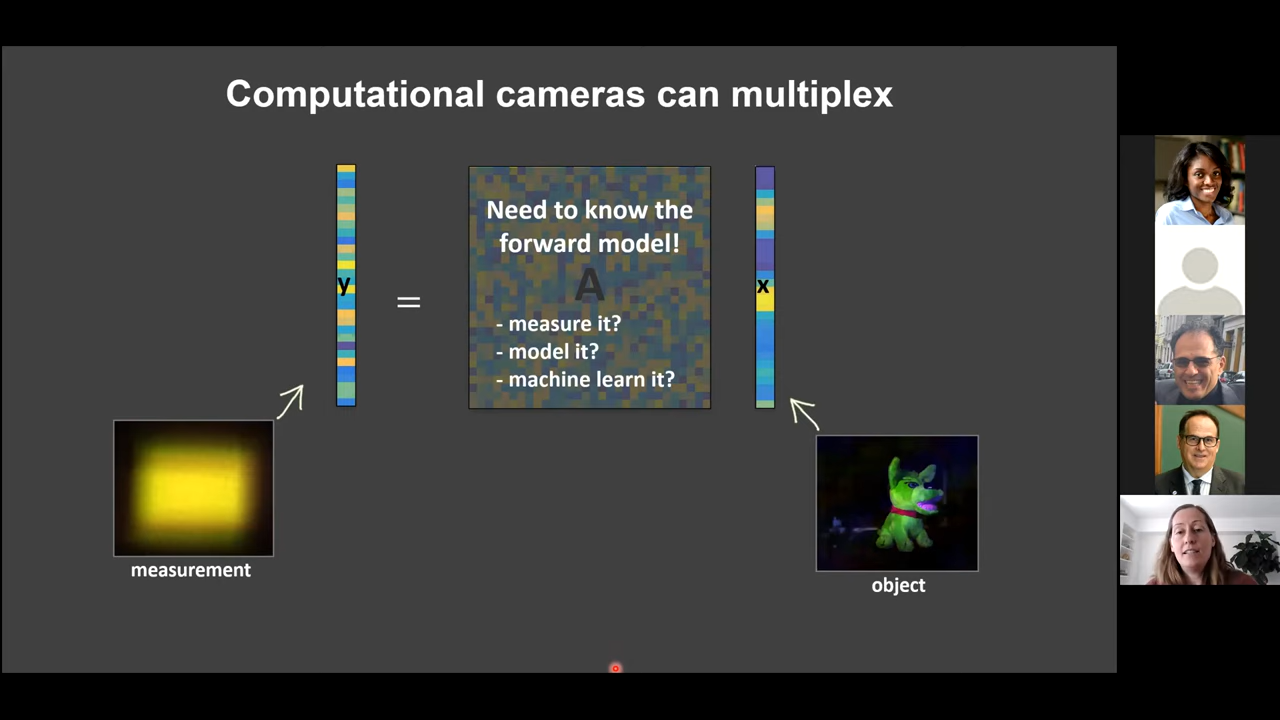 Computational cameras can multiplex
y
=
Need to know the
forward model!
A
- measure it?
- model it?
- machine learn it?
x
measurement
object